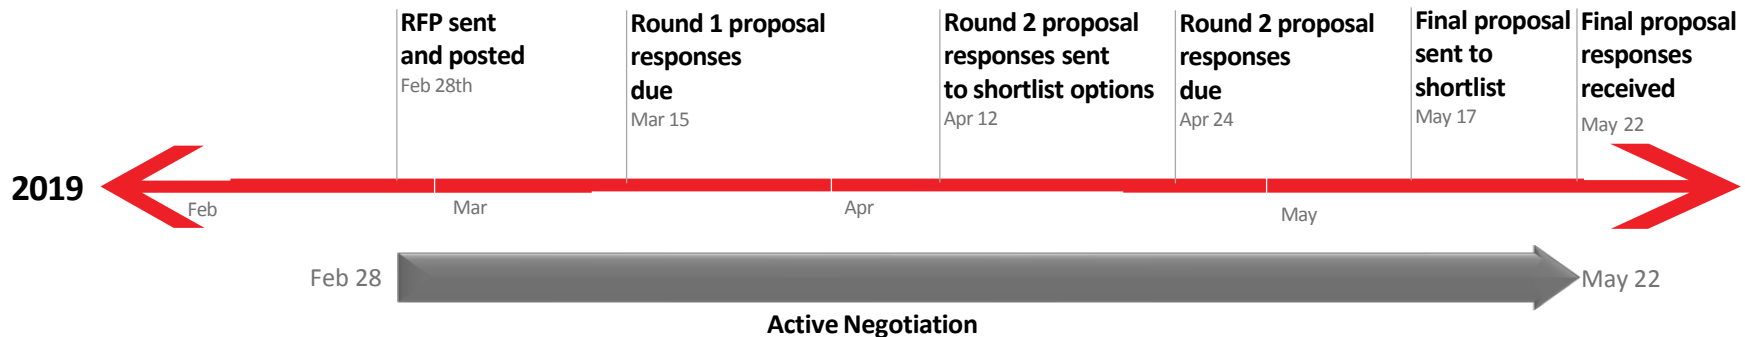 RFP sent
and posted
Feb 28th
Round 1 proposal
responses
due
Mar 15
Round 2 proposal
responses sent
to shortlist options
Apr 12
Round 2 proposal
responses
due
Apr 24
Final proposal
sent to
shortlist
May 17
Final proposal
responses
received
May 22
2019
Feb
Mar
Apr
May
Feb 28
May 22
Active Negotiation